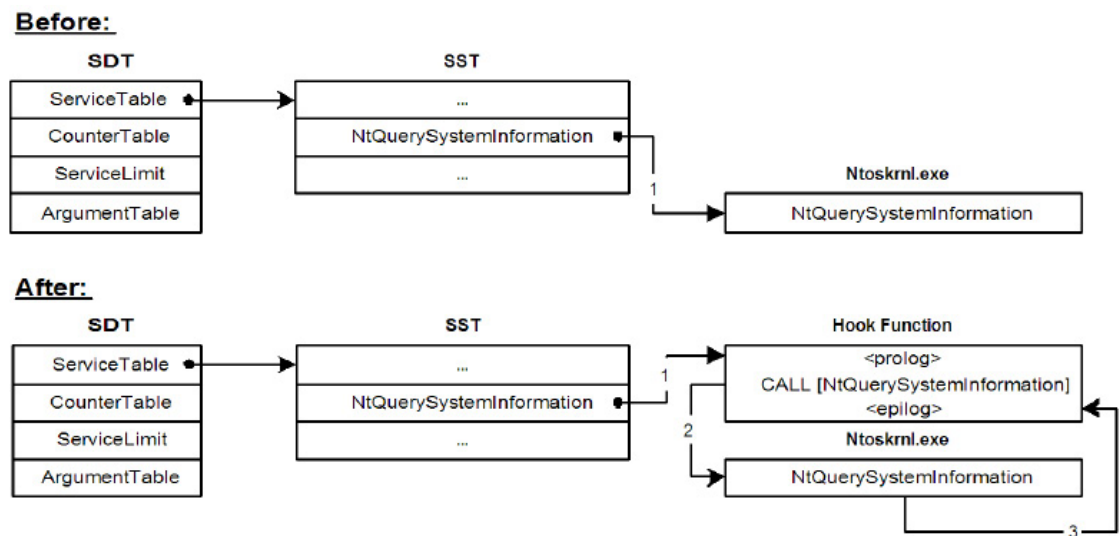 Before:
SDT
SST
ServiceTable
...
CounterTable
NtQuerySystemInformation
ServiceLimit
...
1
Ntoskrnl.exe
ArgumentTable
NtQuerySystemInformation
After:
SDT
SST
Hook Function
ServiceTable
...
1
<prolog>
CALL [NtQuerySystemInformation]
CounterTable
NtQuerySystemInformation
<epilog>
ServiceLimit
...
2
Ntoskrnl.exe
ArgumentTable
NtQuerySystemInformation
3